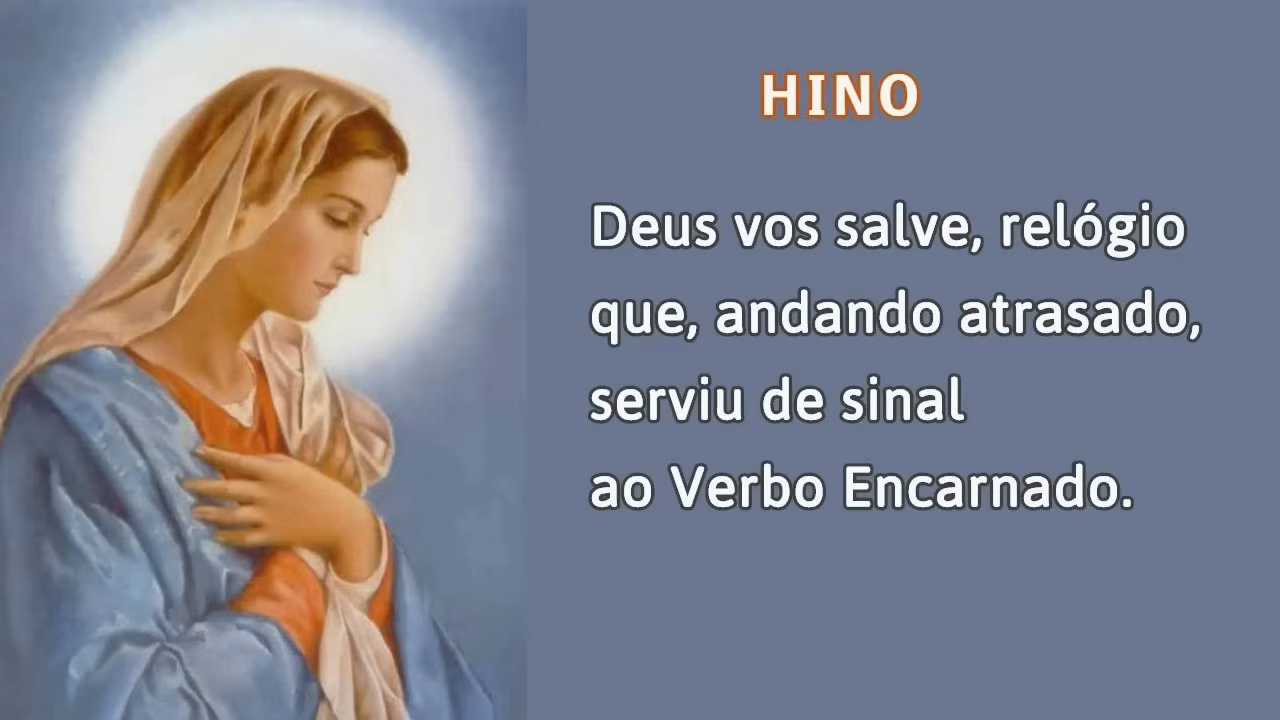 HINO
Deus vos salve, relógio
que, andando atrasado,
serviu de sinal
ao Verbo Encarnado.